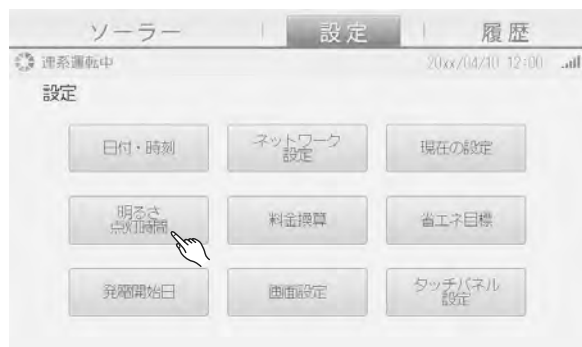 ソーラー 設定 履歴
連系運転中 20xx/04/10 12:00
設定
日付・時刻 ネットワーク設定 現在の設定
明るさ点灯時間 料金換算 省エネ目標
発電開始日 画面設定 タッチパネル設定